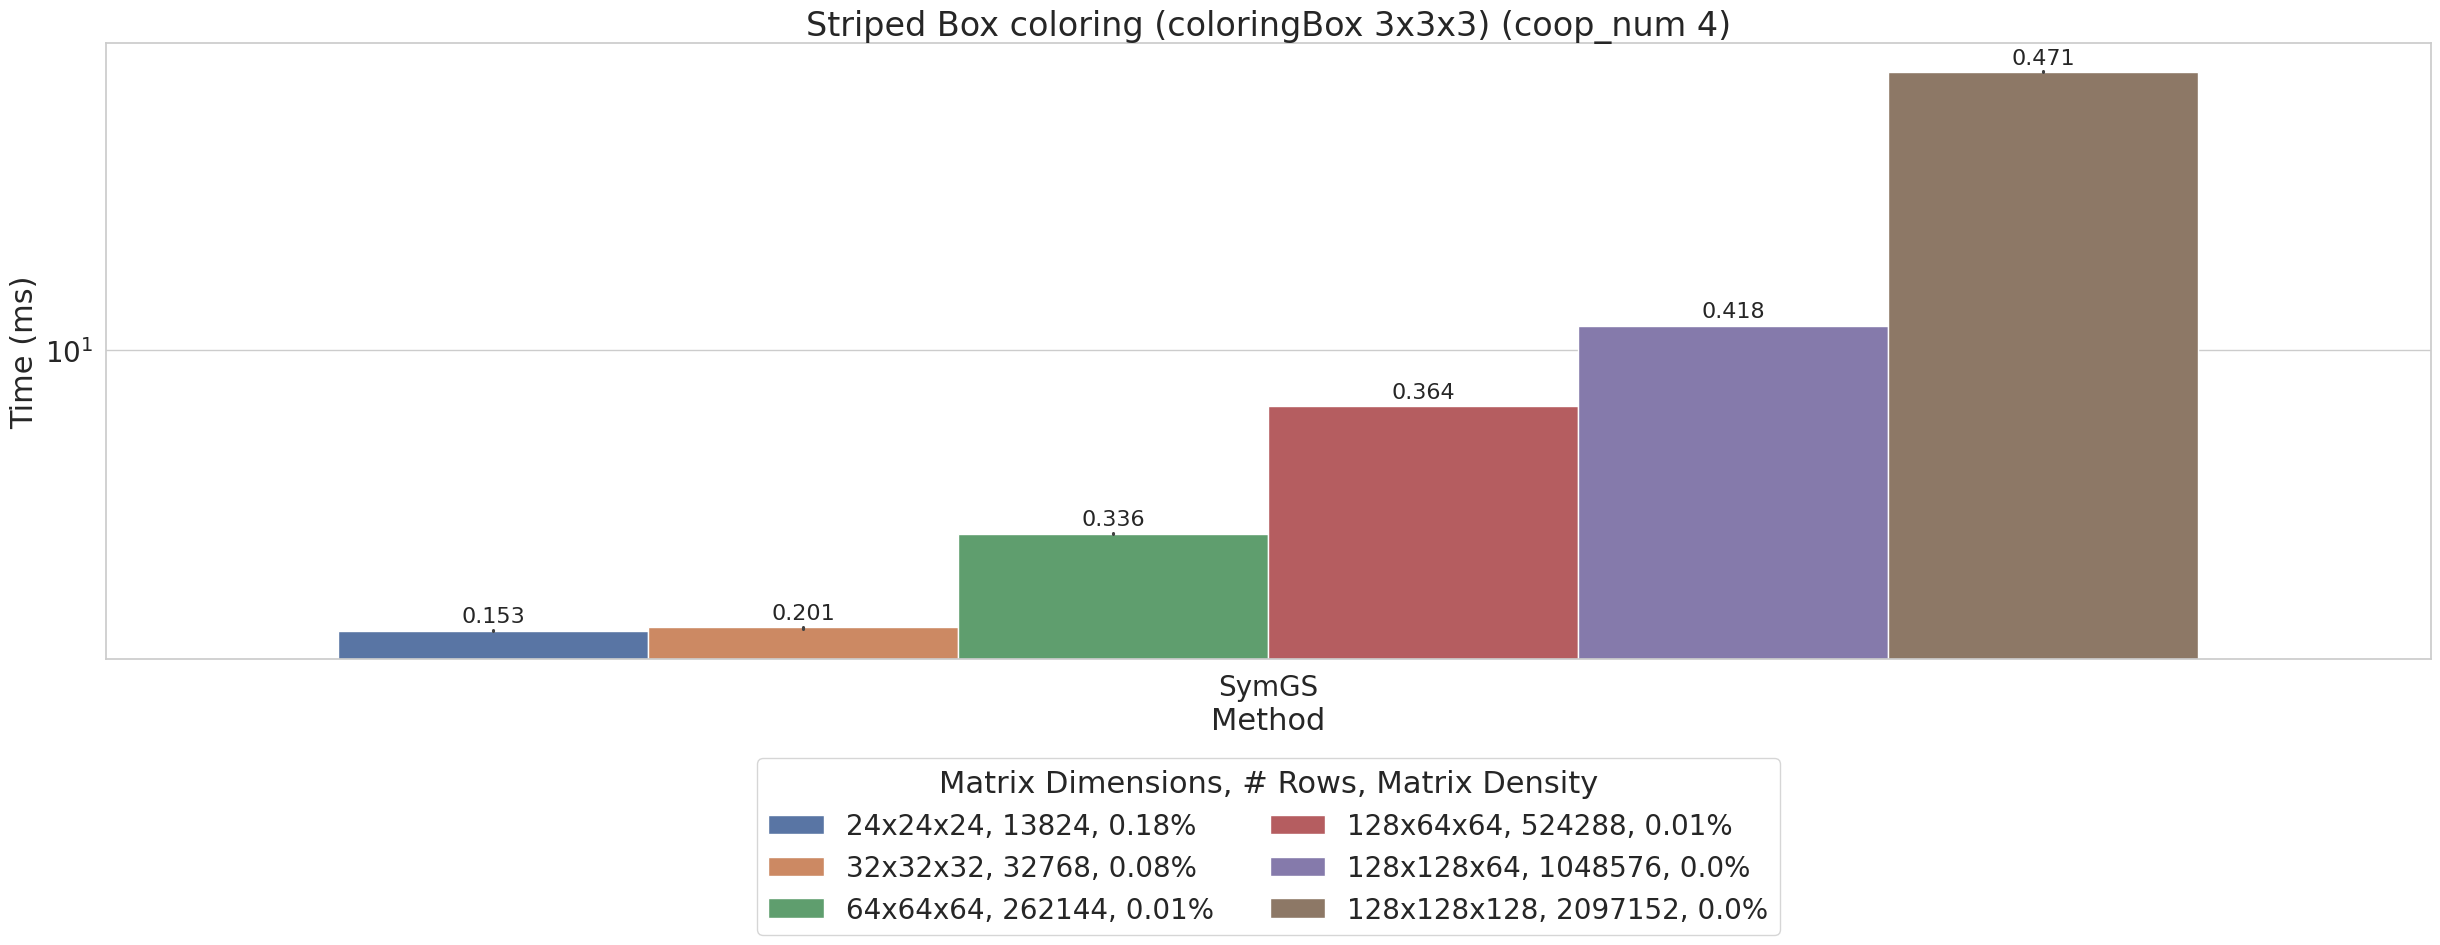 Striped Box coloring (coloringBox 3x3x3) (coop_num 4)
Time (ms)
10¹
0.153
0.201
0.336
0.364
0.418
0.471
SymGS
Method
Matrix Dimensions, # Rows, Matrix Density
24x24x24, 13824, 0.18%
32x32x32, 32768, 0.08%
64x64x64, 262144, 0.01%
128x64x64, 524288, 0.01%
128x128x64, 1048576, 0.0%
128x128x128, 2097152, 0.0%